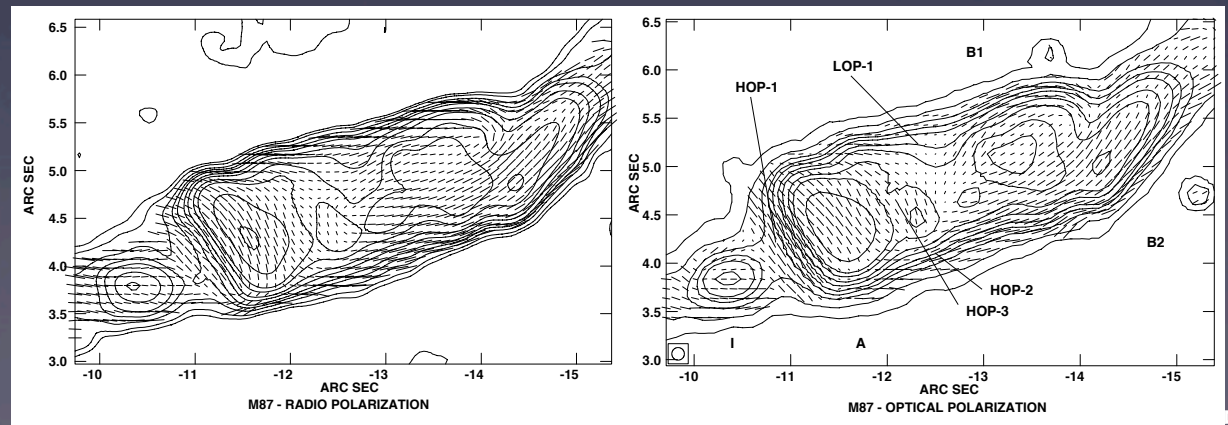 6.5
6.0
5.5
5.0
4.5
4.0
3.5
3.0
ARC SEC
-10
-11
-12
-13
-14
-15
ARC SEC
M87 - RADIO POLARIZATION
6.5
6.0
5.5
5.0
4.5
4.0
3.5
3.0
ARC SEC
B1
LOP-1
HOP-1
B2
HOP-2
HOP-3
I
A
-10
-11
-12
-13
-14
-15
ARC SEC
M87 - OPTICAL POLARIZATION